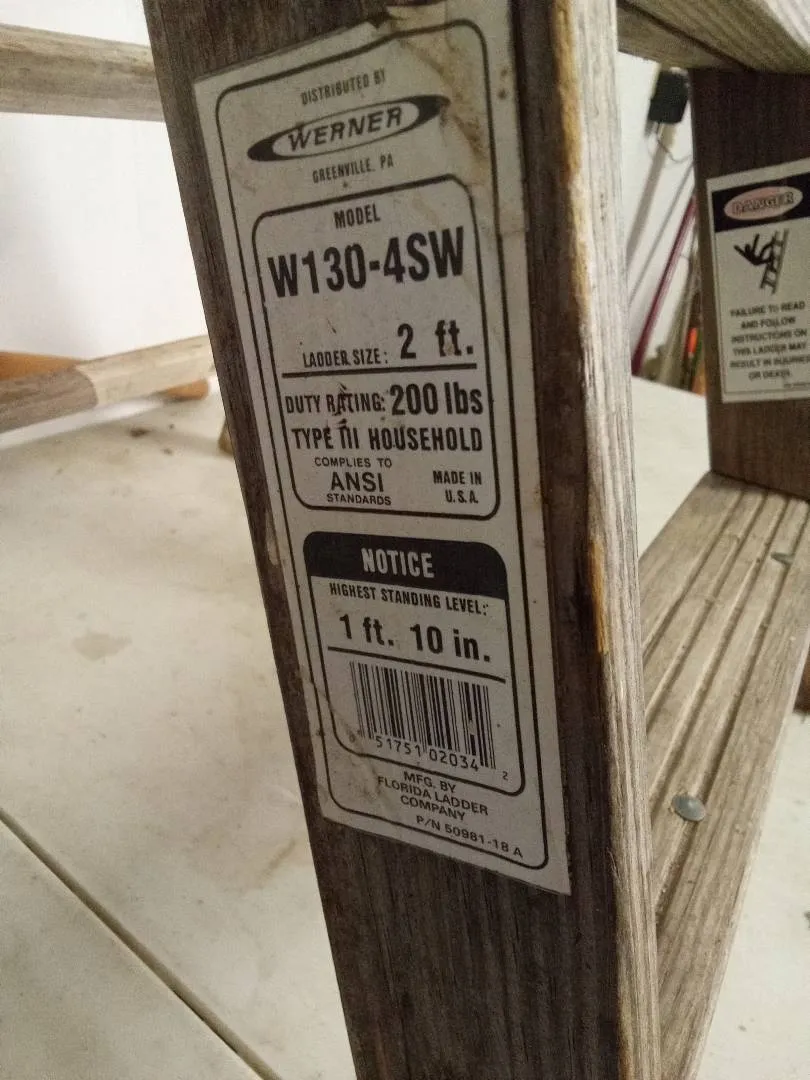 DISTRIBUTED BY
WERNER
GREENVILLE, PA
MODEL
W130-4SW
LADDER SIZE: 2 ft.
DUTY RATING: 200 lbs
TYPE III HOUSEHOLD
COMPLIES TO
ANSI
STANDARDS
MADE IN
U.S.A.
NOTICE
HIGHEST STANDING LEVEL:
1 ft. 10 in.
51751 02034 2
MFG. BY
FLORIDA LADDER
COMPANY
P/N 50981-18 A
DANGER
FAILURE TO READ
AND FOLLOW
INSTRUCTIONS ON
THIS LADDER MAY
RESULT IN INJURIES
OR DEATH.